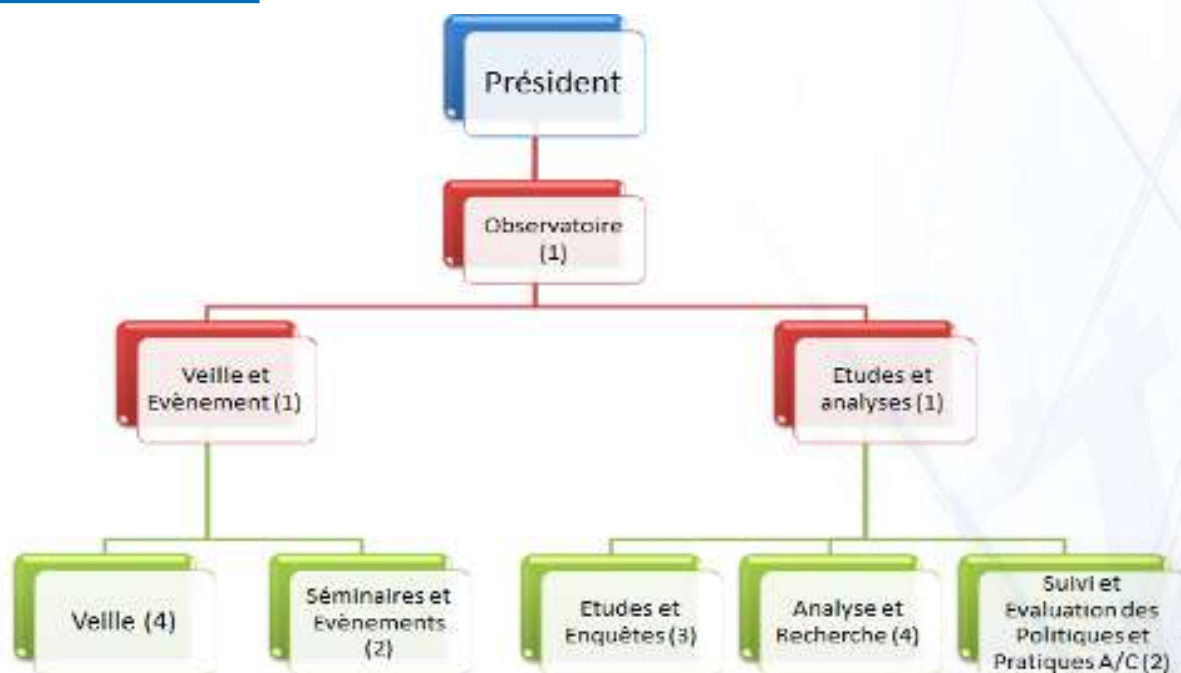 Président
Observatoire
(1)
Veille et
Evènement (1)
Etudes et
analyses (1)
Veille (4)
Séminaires et
Evènements
(2)
Etudes et
Enquêtes (3)
Analyse et
Recherche (4)
Suivi et
Evaluation des
Politiques et
Pratiques A/C (2)